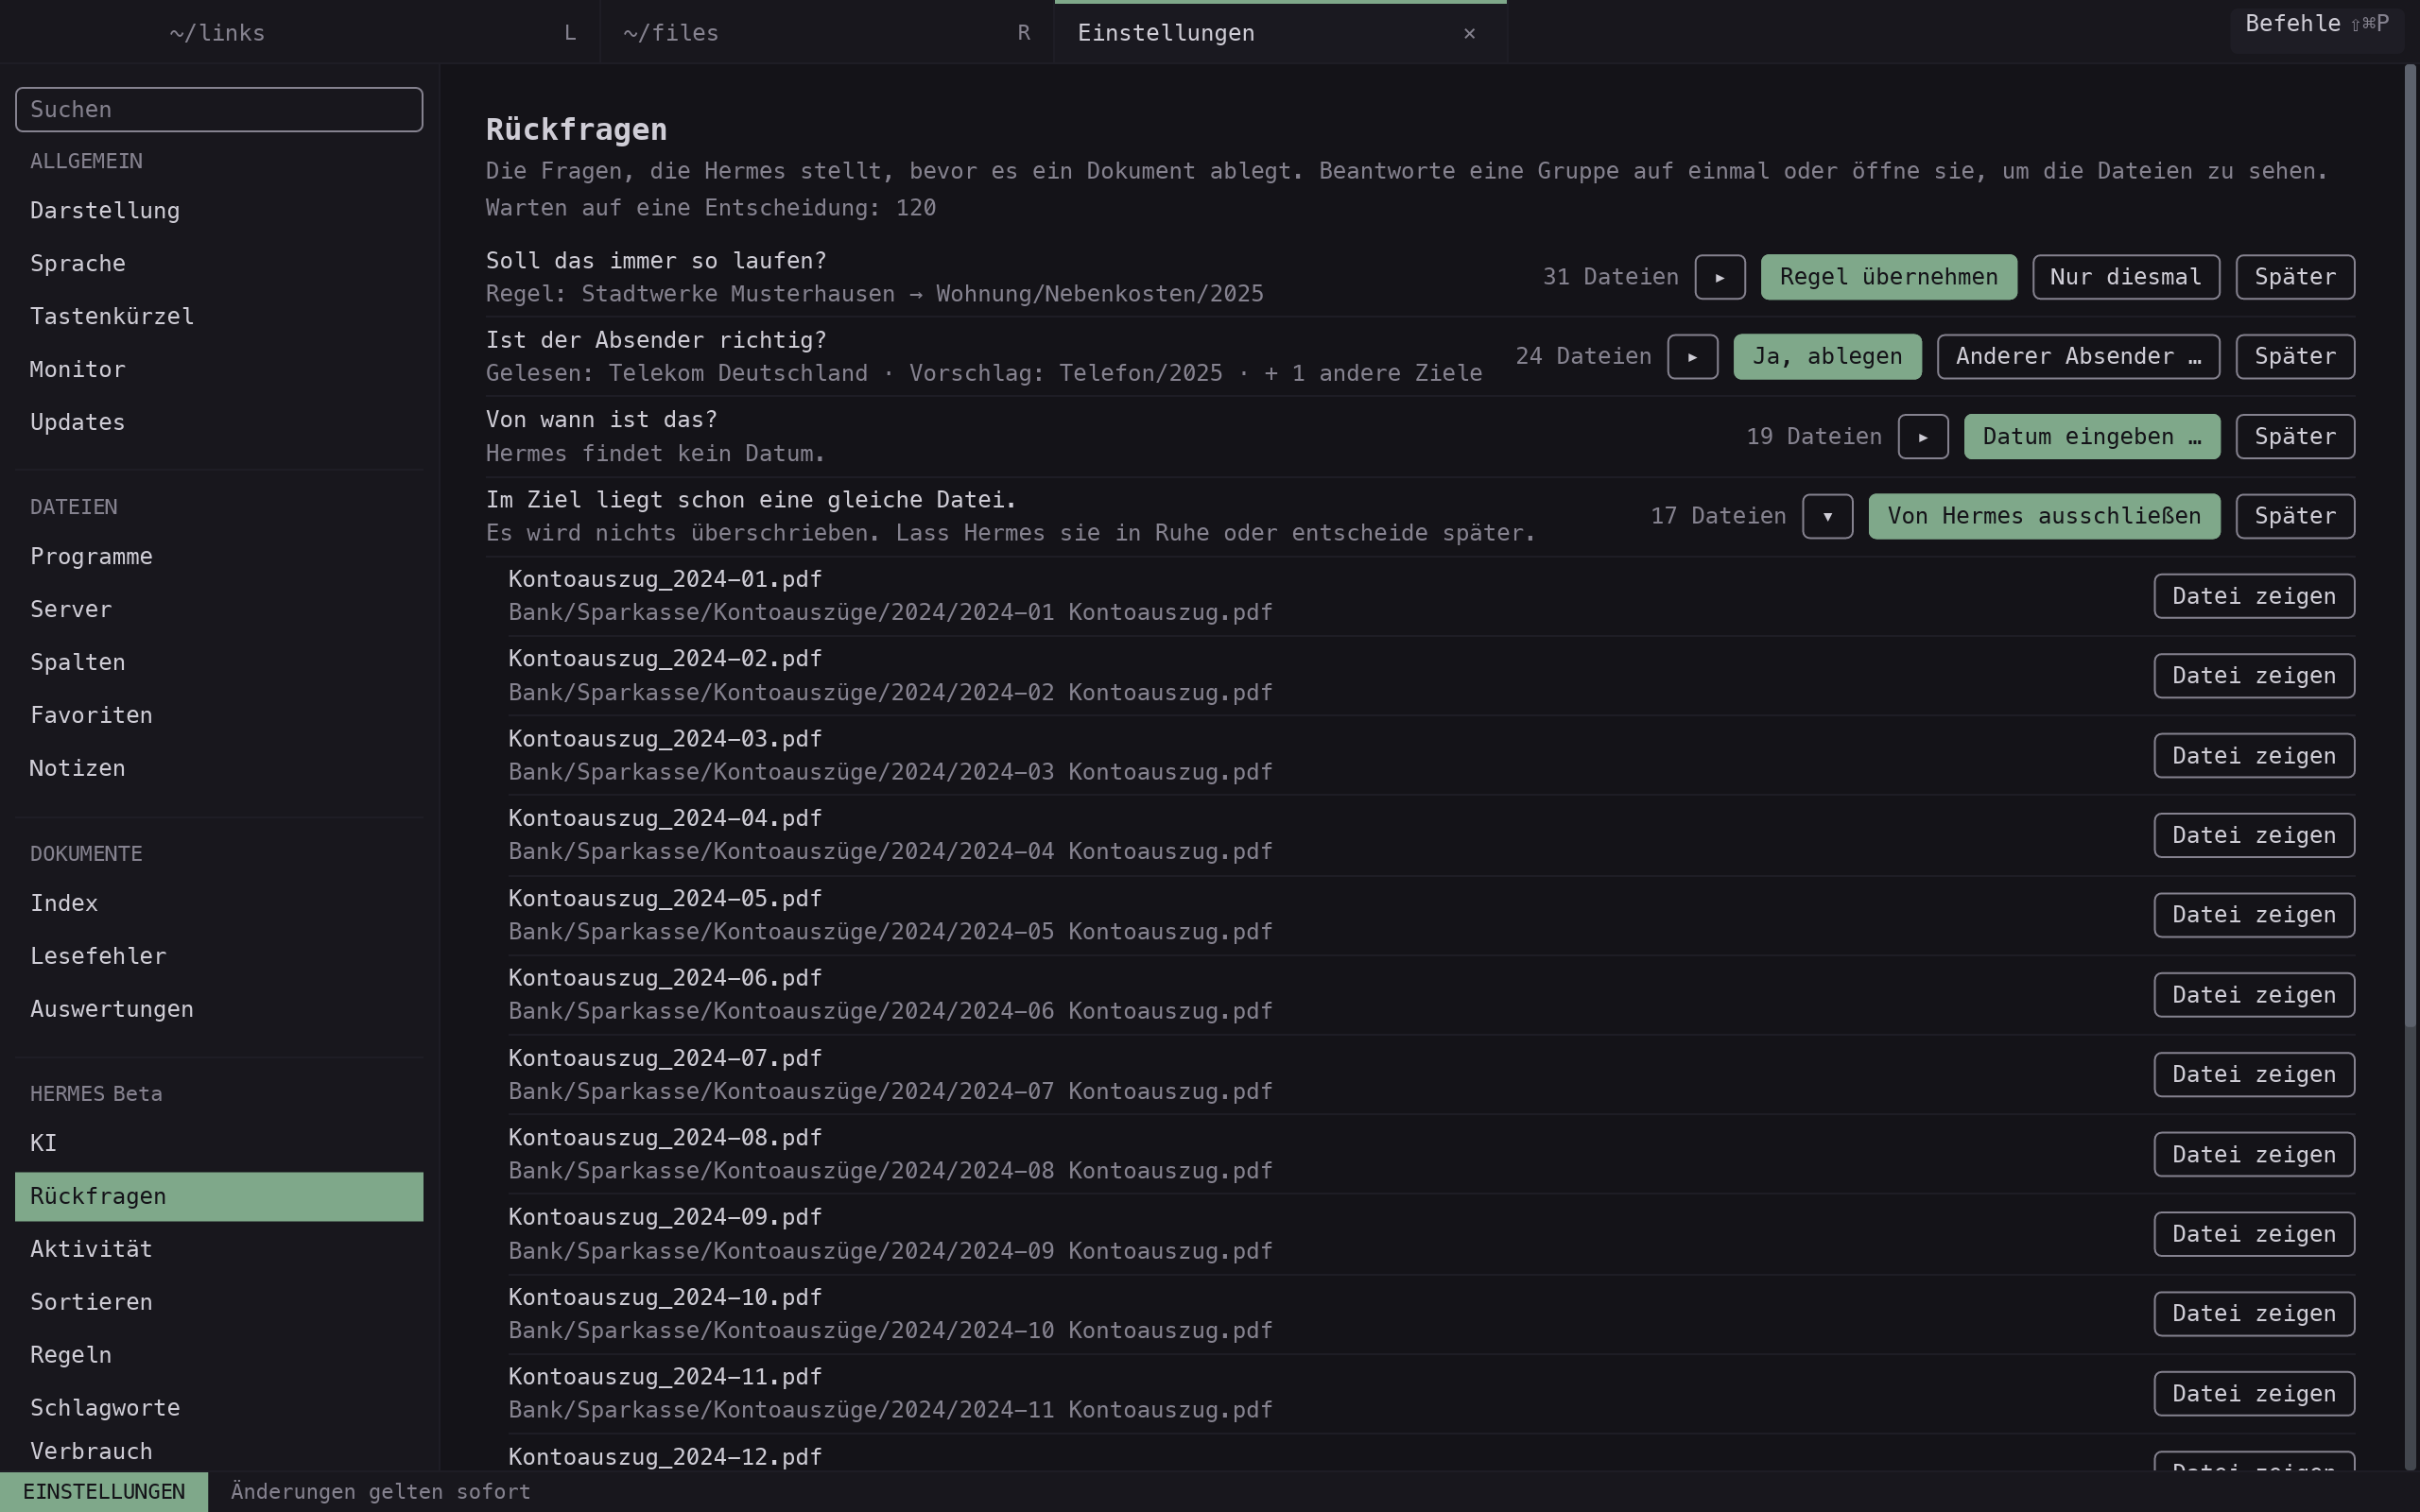 ~/links L ~/files R Einstellungen × Befehle ⇧⌘P
Suchen
ALLGEMEIN
Darstellung
Sprache
Tastenkürzel
Monitor
Updates
DATEIEN
Programme
Server
Spalten
Favoriten
Notizen
DOKUMENTE
Index
Lesefehler
Auswertungen
HERMES Beta
KI
Rückfragen
Aktivität
Sortieren
Regeln
Schlagworte
Verbrauch
Rückfragen
Die Fragen, die Hermes stellt, bevor es ein Dokument ablegt. Beantworte eine Gruppe auf einmal oder öffne sie, um die Dateien zu sehen.
Warten auf eine Entscheidung: 120
Soll das immer so laufen?
Regel: Stadtwerke Musterhausen → Wohnung/Nebenkosten/2025
31 Dateien ▸ Regel übernehmen Nur diesmal Später
Ist der Absender richtig?
Gelesen: Telekom Deutschland · Vorschlag: Telefon/2025 · + 1 andere Ziele
24 Dateien ▸ Ja, ablegen Anderer Absender … Später
Von wann ist das?
Hermes findet kein Datum.
19 Dateien ▸ Datum eingeben … Später
Im Ziel liegt schon eine gleiche Datei.
Es wird nichts überschrieben. Lass Hermes sie in Ruhe oder entscheide später.
17 Dateien ▾ Von Hermes ausschließen Später
Kontoauszug_2024-01.pdf
Bank/Sparkasse/Kontoauszüge/2024/2024-01 Kontoauszug.pdf
Datei zeigen
Kontoauszug_2024-02.pdf
Bank/Sparkasse/Kontoauszüge/2024/2024-02 Kontoauszug.pdf
Datei zeigen
Kontoauszug_2024-03.pdf
Bank/Sparkasse/Kontoauszüge/2024/2024-03 Kontoauszug.pdf
Datei zeigen
Kontoauszug_2024-04.pdf
Bank/Sparkasse/Kontoauszüge/2024/2024-04 Kontoauszug.pdf
Datei zeigen
Kontoauszug_2024-05.pdf
Bank/Sparkasse/Kontoauszüge/2024/2024-05 Kontoauszug.pdf
Datei zeigen
Kontoauszug_2024-06.pdf
Bank/Sparkasse/Kontoauszüge/2024/2024-06 Kontoauszug.pdf
Datei zeigen
Kontoauszug_2024-07.pdf
Bank/Sparkasse/Kontoauszüge/2024/2024-07 Kontoauszug.pdf
Datei zeigen
Kontoauszug_2024-08.pdf
Bank/Sparkasse/Kontoauszüge/2024/2024-08 Kontoauszug.pdf
Datei zeigen
Kontoauszug_2024-09.pdf
Bank/Sparkasse/Kontoauszüge/2024/2024-09 Kontoauszug.pdf
Datei zeigen
Kontoauszug_2024-10.pdf
Bank/Sparkasse/Kontoauszüge/2024/2024-10 Kontoauszug.pdf
Datei zeigen
Kontoauszug_2024-11.pdf
Bank/Sparkasse/Kontoauszüge/2024/2024-11 Kontoauszug.pdf
Datei zeigen
Kontoauszug_2024-12.pdf
EINSTELLUNGEN Änderungen gelten sofort